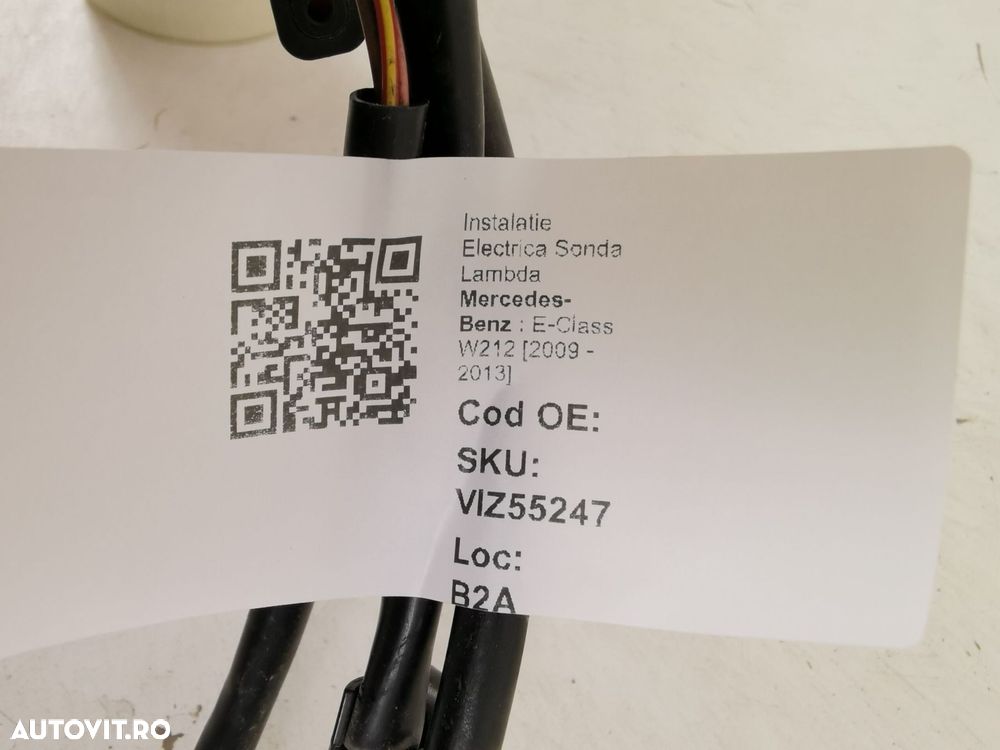 Instalatie
Electrica Sonda
Lambda
Mercedes-
Benz : E-Class
W212 [2009 -
2013]
Cod OE:
SKU:
VIZ55247
Loc:
B2A
AUTOVIT.RO